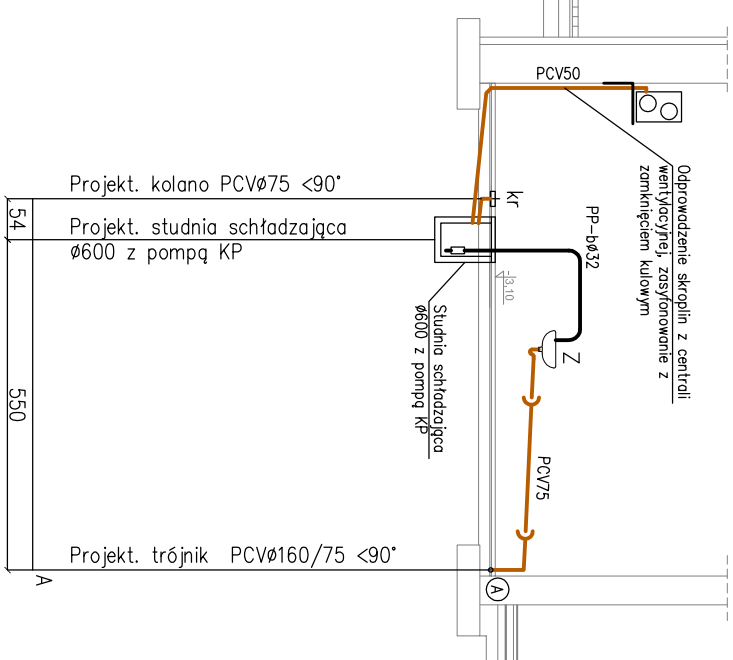 PCV50
Odprowadzenie skroplin z centrali
wentylacyjnej, zasyfonowanie z
zamknięciem kulowym
Projekt. kolano PCVø75 <90°
kr
PP-bø32
54
Projekt. studnia schładzająca
ø600 z pompą KP
-3,10
Studnia schładzająca
ø600 z pompą KP
Z
550
PCV75
Projekt. trójnik PCVø160/75 <90°
A
A